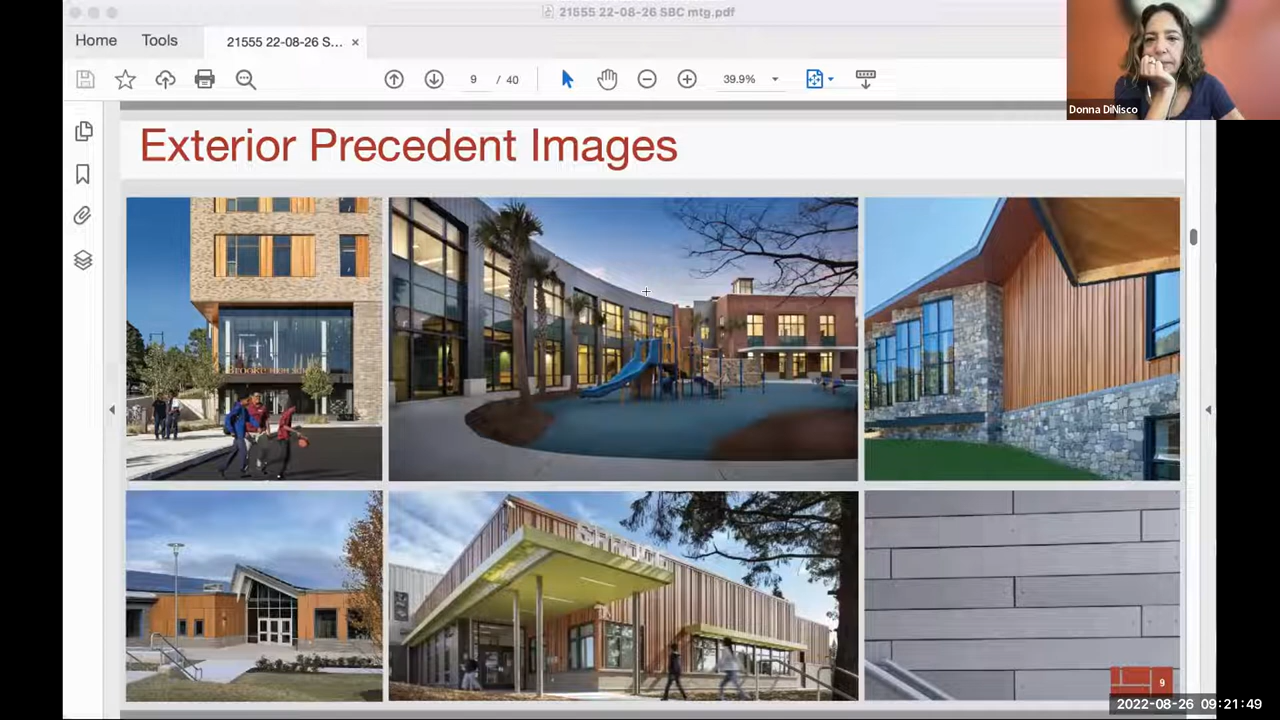 21555 22-08-26 SBC mtg.pdf
Home
Tools
21555 22-08-26 S... ×
9 / 40
39.9%
Donna DiNisco
Exterior Precedent Images
9
2022-08-26 09:21:49